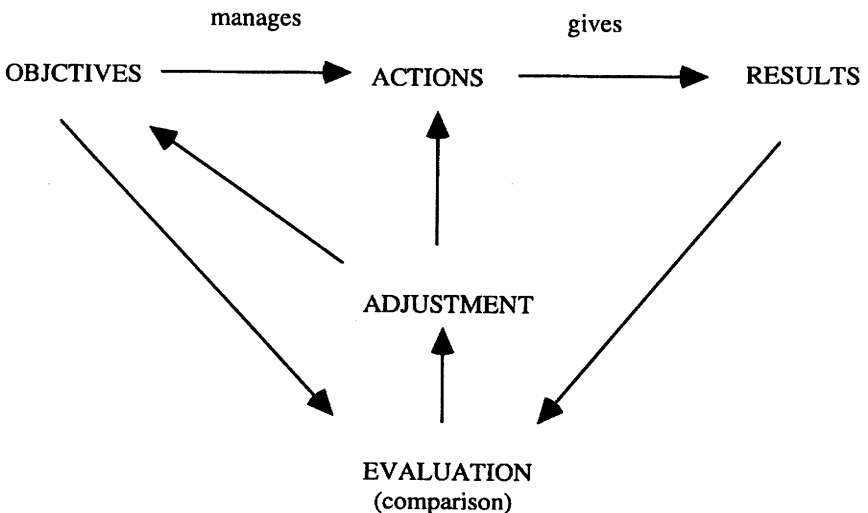 manages gives
OBJCTIVES ACTIONS RESULTS
ADJUSTMENT
EVALUATION
(comparison)